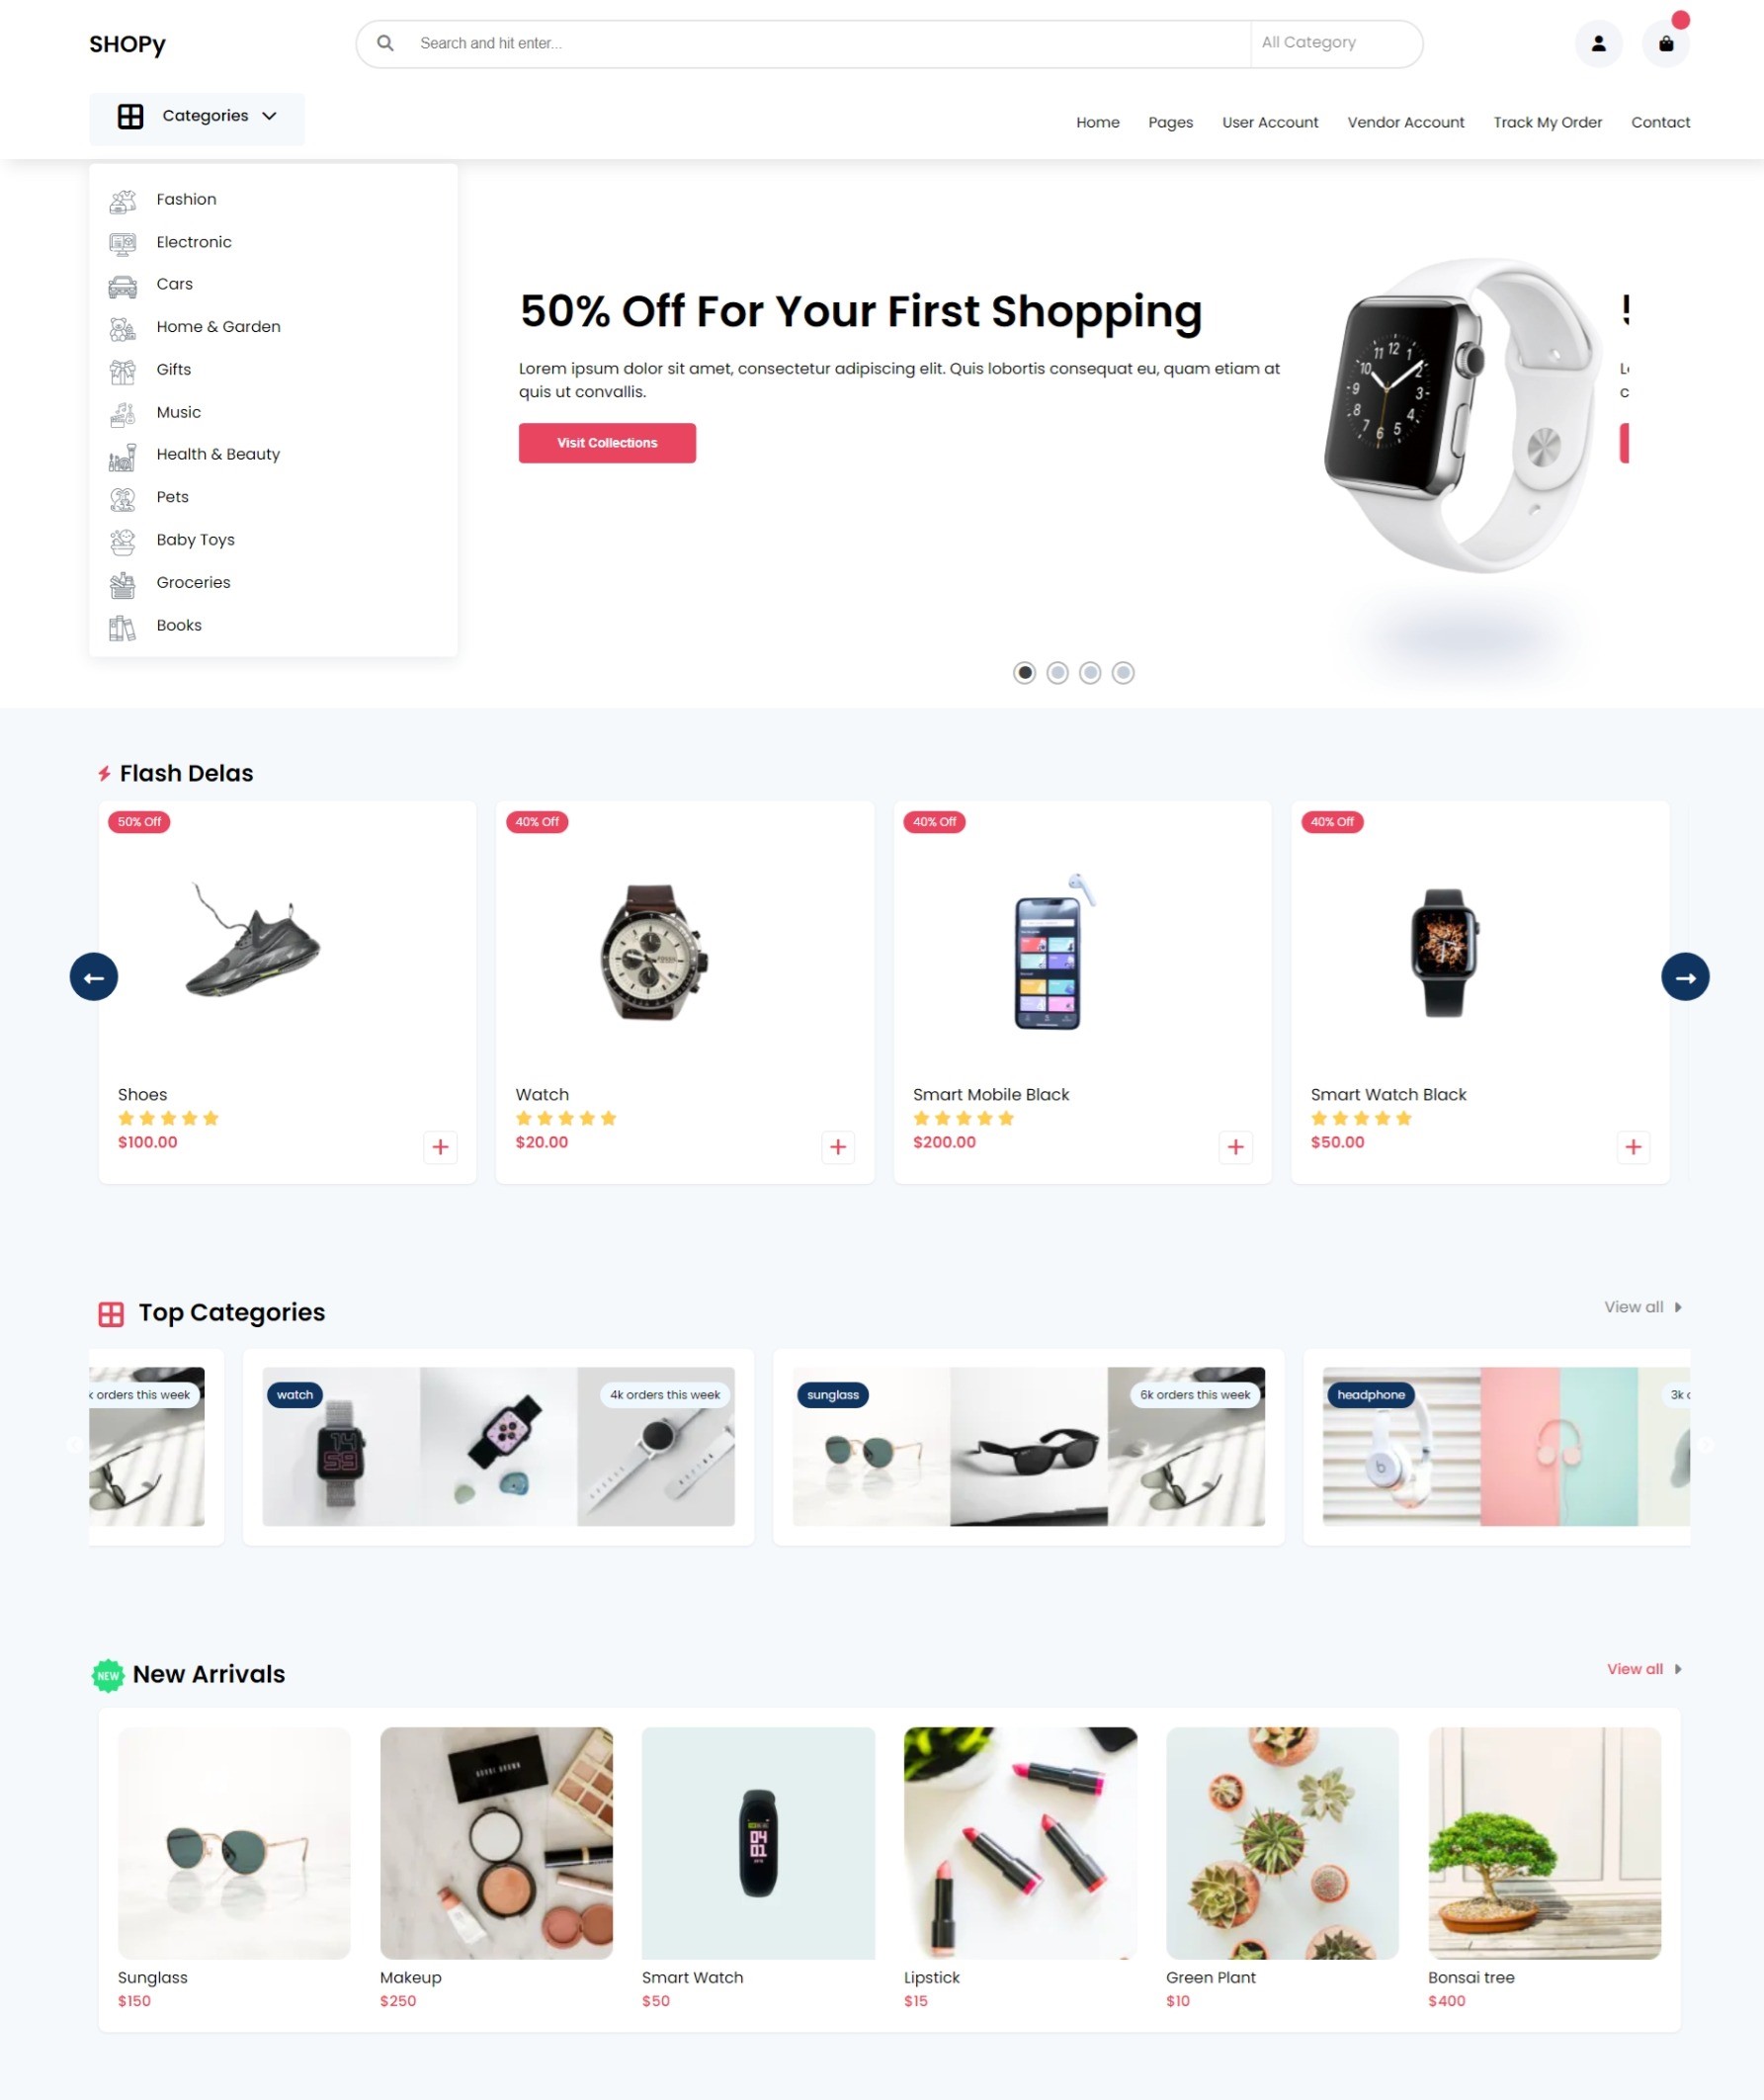 SHOPy
Search and hit enter...
All Category
Categories
Home
Pages
User Account
Vendor Account
Track My Order
Contact
Fashion
Electronic
Cars
Home & Garden
Gifts
Music
Health & Beauty
Pets
Baby Toys
Groceries
Books
50% Off For Your First Shopping
Lorem ipsum dolor sit amet, consectetur adipiscing elit. Quis lobortis consequat eu, quam etiam at
quis ut convallis.
Visit Collections
Flash Delas
50% Off
40% Off
40% Off
40% Off
Shoes
$100.00
Watch
$20.00
Smart Mobile Black
$200.00
Smart Watch Black
$50.00
Top Categories
View all
k orders this week
watch
4k orders this week
sunglass
6k orders this week
headphone
3k
NEW
New Arrivals
View all
Sunglass
$150
Makeup
$250
Smart Watch
$50
Lipstick
$15
Green Plant
$10
Bonsai tree
$400